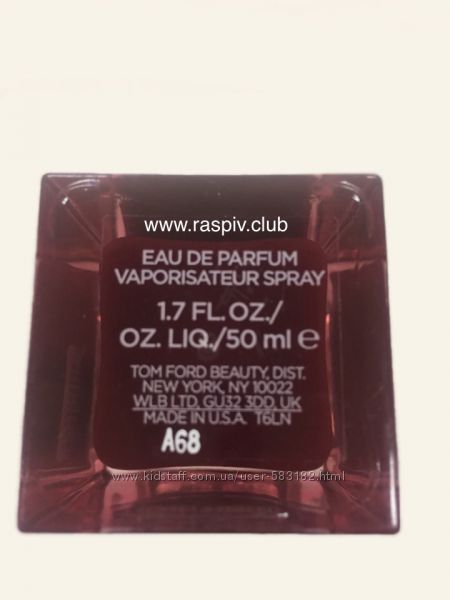 www.raspiv.club
EAU DE PARFUM
VAPORISATEUR SPRAY
1.7 FL. OZ./
OZ. LIQ./50 ml ℮
TOM FORD BEAUTY, DIST.
NEW YORK, NY 10022
WLB LTD, GU32 3DD, UK
MADE IN U.S.A. T6LN
A68
© www.kidstaff.com.ua/user-583182.html